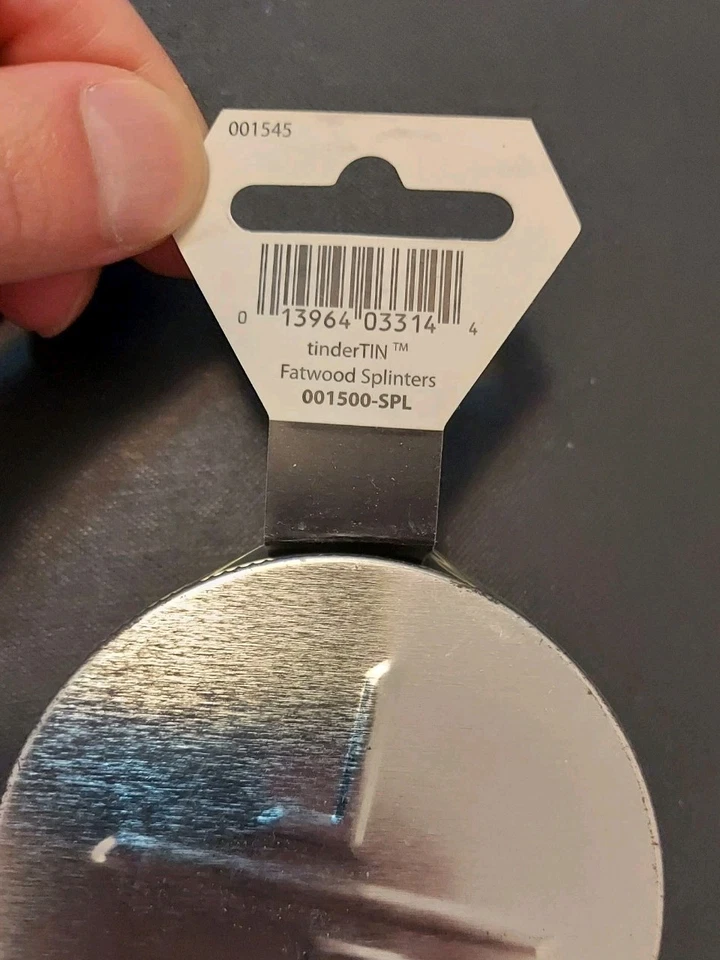 001545
0 13964 03314 4
tinderTIN ™
Fatwood Splinters
001500-SPL